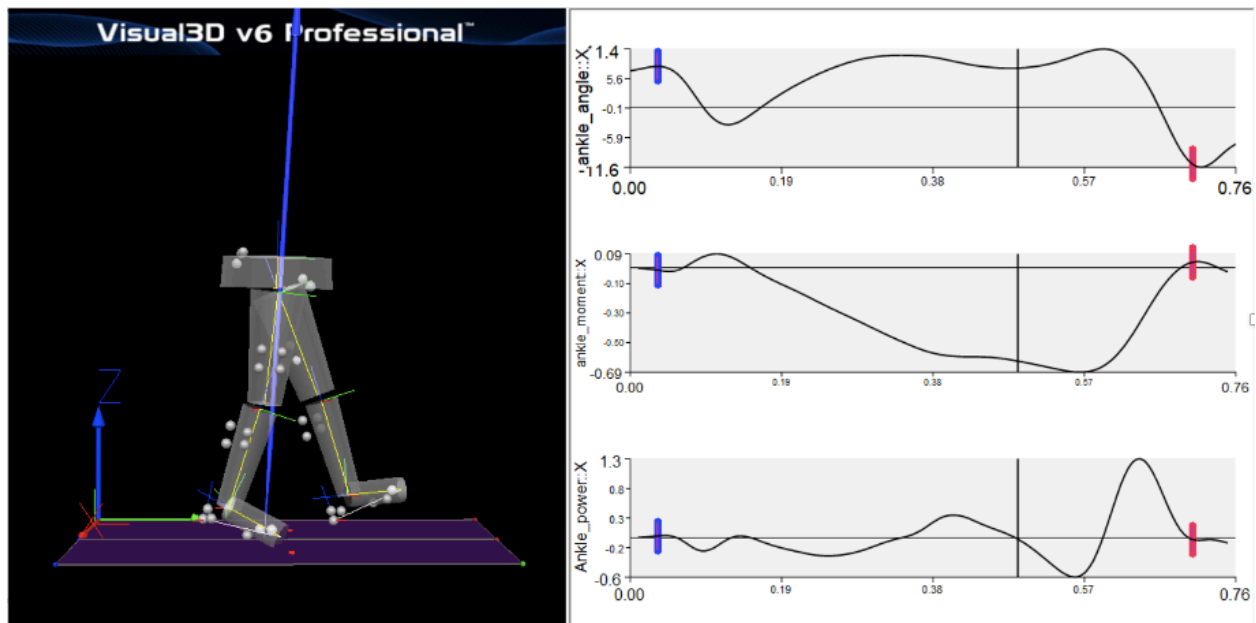 Visual3D v6 Professional™
Z
ankle_angle::X
1.4
5.6
-0.1
-5.9
-11.6
0.00 0.19 0.38 0.57 0.76
ankle_moment::X
0.09
-0.10
-0.30
-0.50
-0.69
0.00 0.19 0.38 0.57 0.76
Ankle_power::X
1.3
0.8
0.3
-0.2
-0.6
0.00 0.19 0.38 0.57 0.76